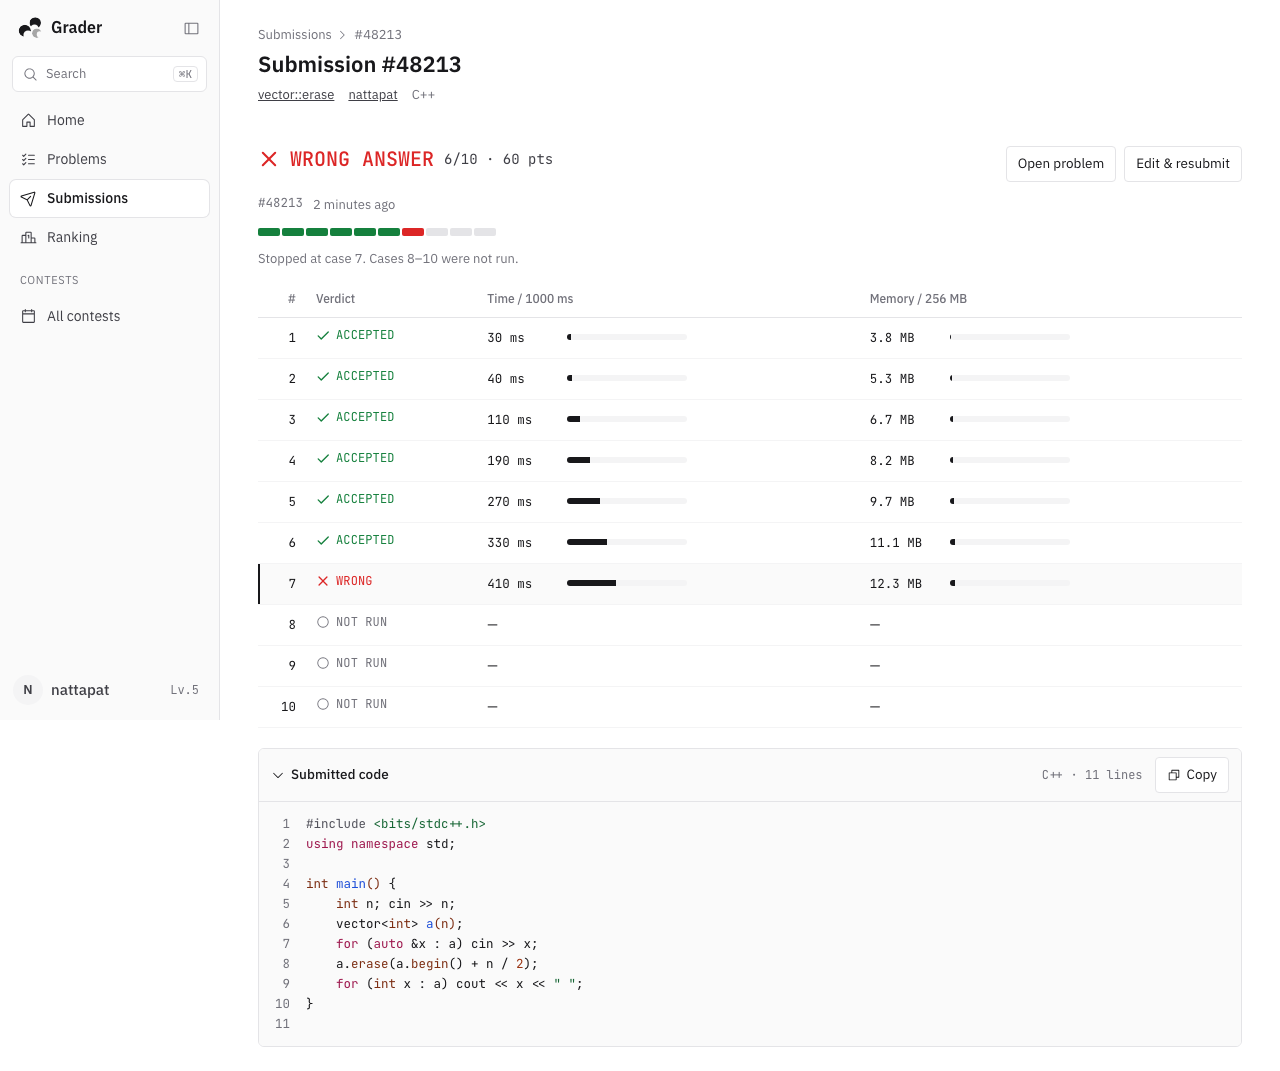 Grader
Search ⌘K
Home
Problems
Submissions
Ranking
CONTESTS
All contests
N nattapat Lv.5
Submissions > #48213
Submission #48213
vector::erase nattapat C++
WRONG ANSWER 6/10 · 60 pts
Open problem Edit & resubmit
#48213 2 minutes ago
Stopped at case 7. Cases 8–10 were not run.
# Verdict Time / 1000 ms Memory / 256 MB
1 ACCEPTED 30 ms 3.8 MB
2 ACCEPTED 40 ms 5.3 MB
3 ACCEPTED 110 ms 6.7 MB
4 ACCEPTED 190 ms 8.2 MB
5 ACCEPTED 270 ms 9.7 MB
6 ACCEPTED 330 ms 11.1 MB
7 WRONG 410 ms 12.3 MB
8 NOT RUN — —
9 NOT RUN — —
10 NOT RUN — —
Submitted code C++ · 11 lines Copy
1 #include <bits/stdc++.h>
2 using namespace std;
3
4 int main() {
5     int n; cin >> n;
6     vector<int> a(n);
7     for (auto &x : a) cin >> x;
8     a.erase(a.begin() + n / 2);
9     for (int x : a) cout << x << " ";
10 }
11